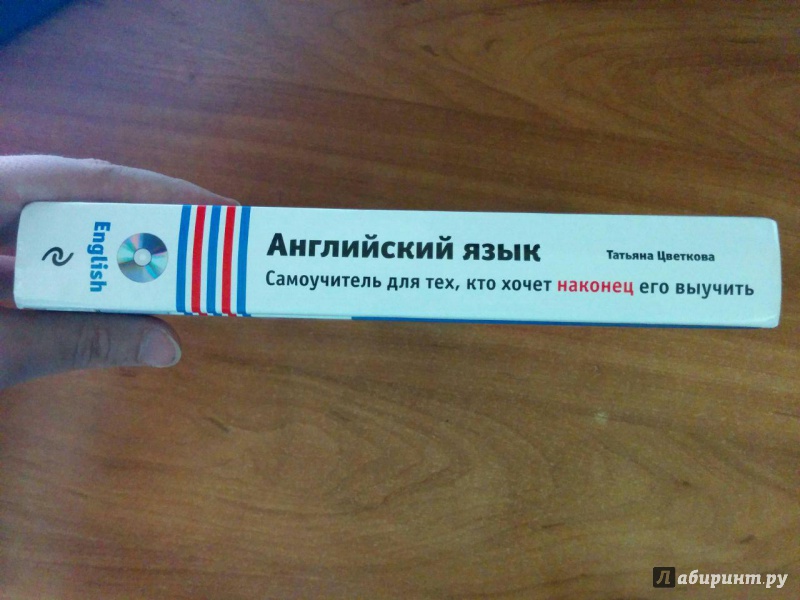 English
Английский язык
Татьяна Цветкова
Самоучитель для тех, кто хочет наконец его выучить
Лабиринт.ру